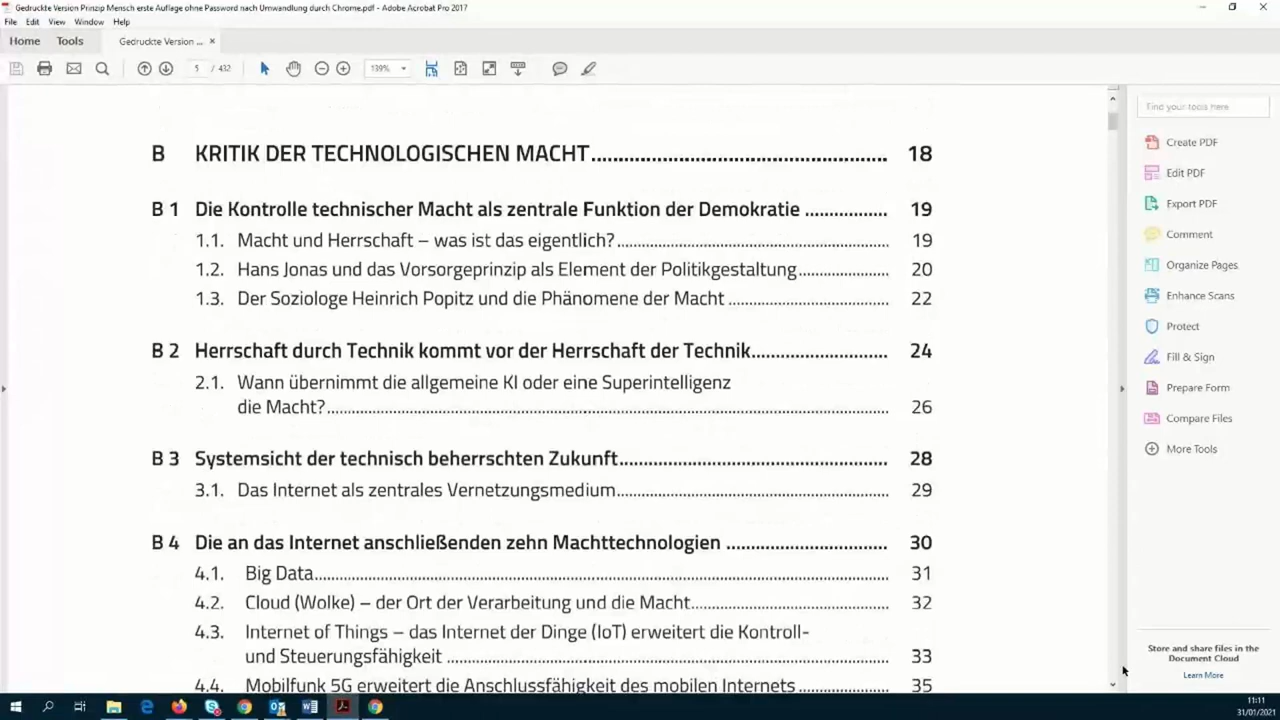 Gedruckte Version Prinzip Mensch erste Auflage ohne Password nach Umwandlung durch Chrome.pdf - Adobe Acrobat Pro 2017
File Edit View Window Help
Home Tools Gedruckte Version ... ×
5 / 432 139%
B KRITIK DER TECHNOLOGISCHEN MACHT 18
B 1 Die Kontrolle technischer Macht als zentrale Funktion der Demokratie 19
1.1. Macht und Herrschaft – was ist das eigentlich? 19
1.2. Hans Jonas und das Vorsorgeprinzip als Element der Politikgestaltung 20
1.3. Der Soziologe Heinrich Popitz und die Phänomene der Macht 22
B 2 Herrschaft durch Technik kommt vor der Herrschaft der Technik 24
2.1. Wann übernimmt die allgemeine KI oder eine Superintelligenz
die Macht? 26
B 3 Systemsicht der technisch beherrschten Zukunft 28
3.1. Das Internet als zentrales Vernetzungsmedium 29
B 4 Die an das Internet anschließenden zehn Machttechnologien 30
4.1. Big Data 31
4.2. Cloud (Wolke) – der Ort der Verarbeitung und die Macht 32
4.3. Internet of Things – das Internet der Dinge (IoT) erweitert die Kontroll-
und Steuerungsfähigkeit 33
4.4. Mobilfunk 5G erweitert die Anschlussfähigkeit des mobilen Internets 35
Find your tools here
Create PDF
Edit PDF
Export PDF
Comment
Organize Pages
Enhance Scans
Protect
Fill & Sign
Prepare Form
Compare Files
More Tools
Store and share files in the
Document Cloud
Learn More
11:11
31/01/2021